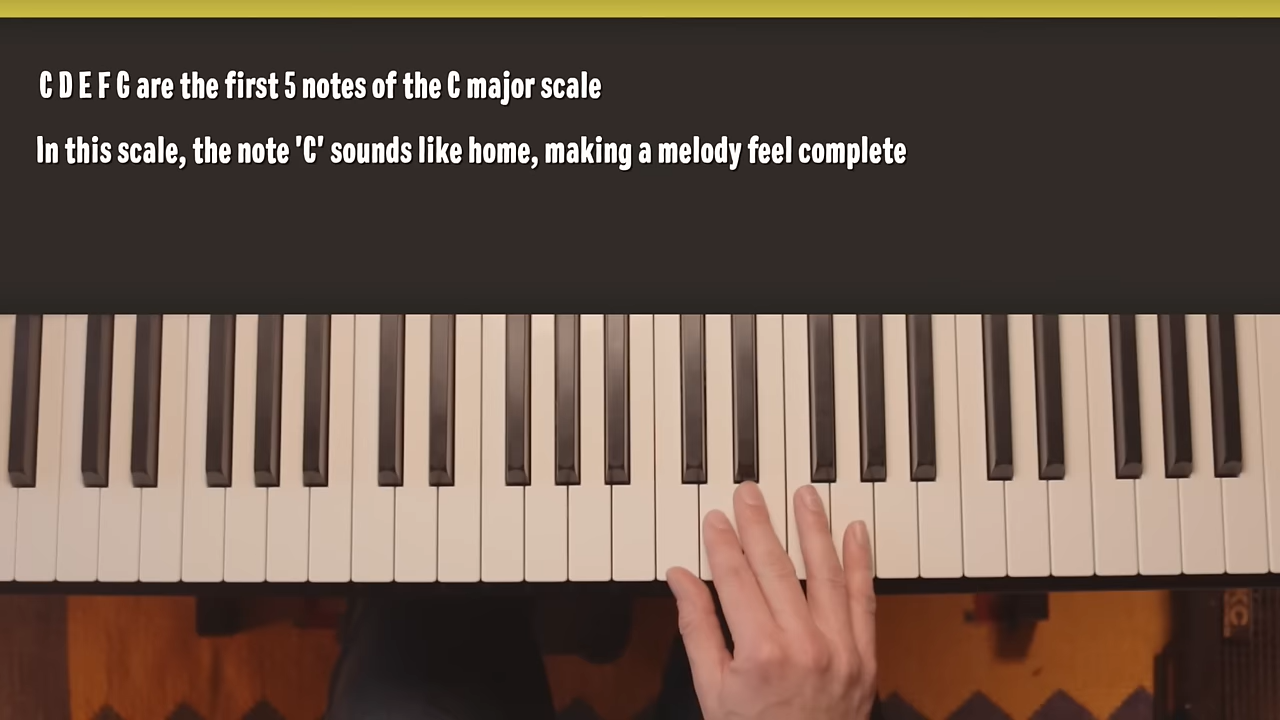 C D E F G are the first 5 notes of the C major scale
In this scale, the note 'C' sounds like home, making a melody feel complete